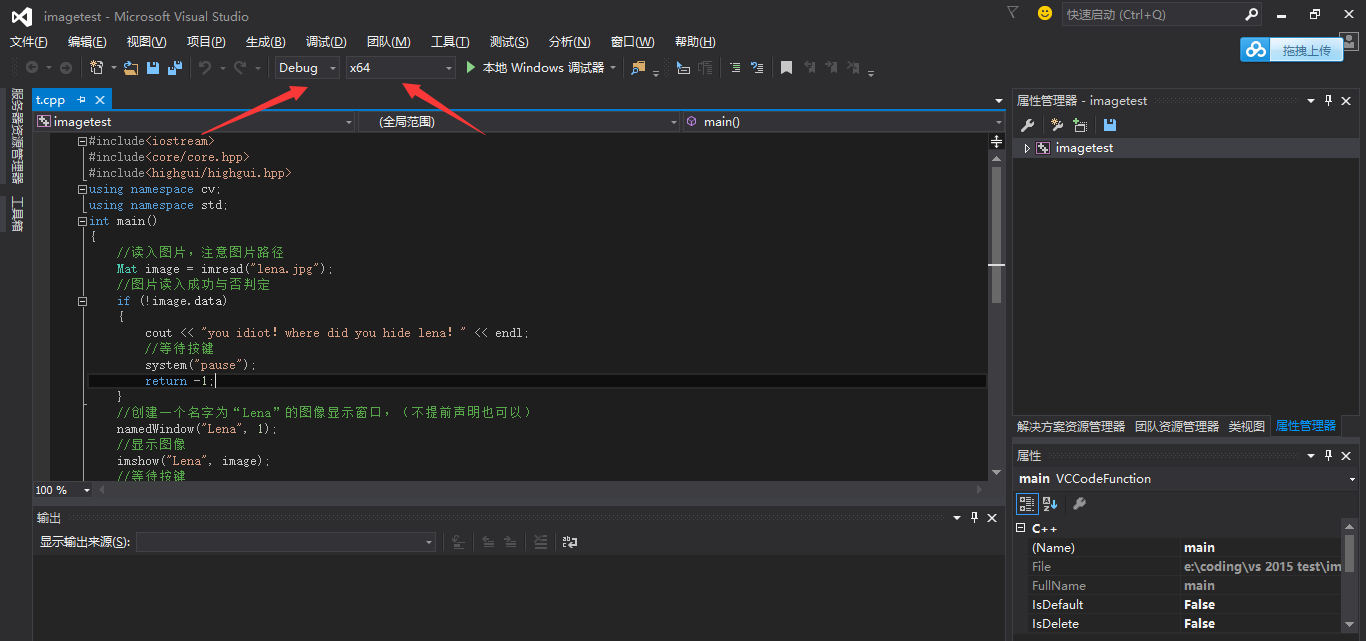 imagetest - Microsoft Visual Studio
快速启动 (Ctrl+Q)
文件(F) 编辑(E) 视图(V) 项目(P) 生成(B) 调试(D) 团队(M) 工具(T) 测试(S) 分析(N) 窗口(W) 帮助(H)
拖拽上传
Debug x64 本地 Windows 调试器
服务器资源管理器
工具箱
t.cpp
imagetest (全局范围) main()
#include<iostream>
#include<core/core.hpp>
#include<highgui/highgui.hpp>
using namespace cv;
using namespace std;
int main()
{
//读入图片，注意图片路径
Mat image = imread("lena.jpg");
//图片读入成功与否判定
if (!image.data)
{
cout << "you idiot! where did you hide lena! " << endl;
//等待按键
system("pause");
return -1;
}
//创建一个名字为“Lena”的图像显示窗口，（不提前声明也可以）
namedWindow("Lena", 1);
//显示图像
imshow("Lena", image);
//等待按键
100 %
输出
显示输出来源(S):
属性管理器 - imagetest
imagetest
解决方案资源管理器 团队资源管理器 类视图 属性管理器
属性
main VCCodeFunction
C++
(Name) main
File e:\coding\vs 2015 test\im
FullName main
IsDefault False
IsDelete False